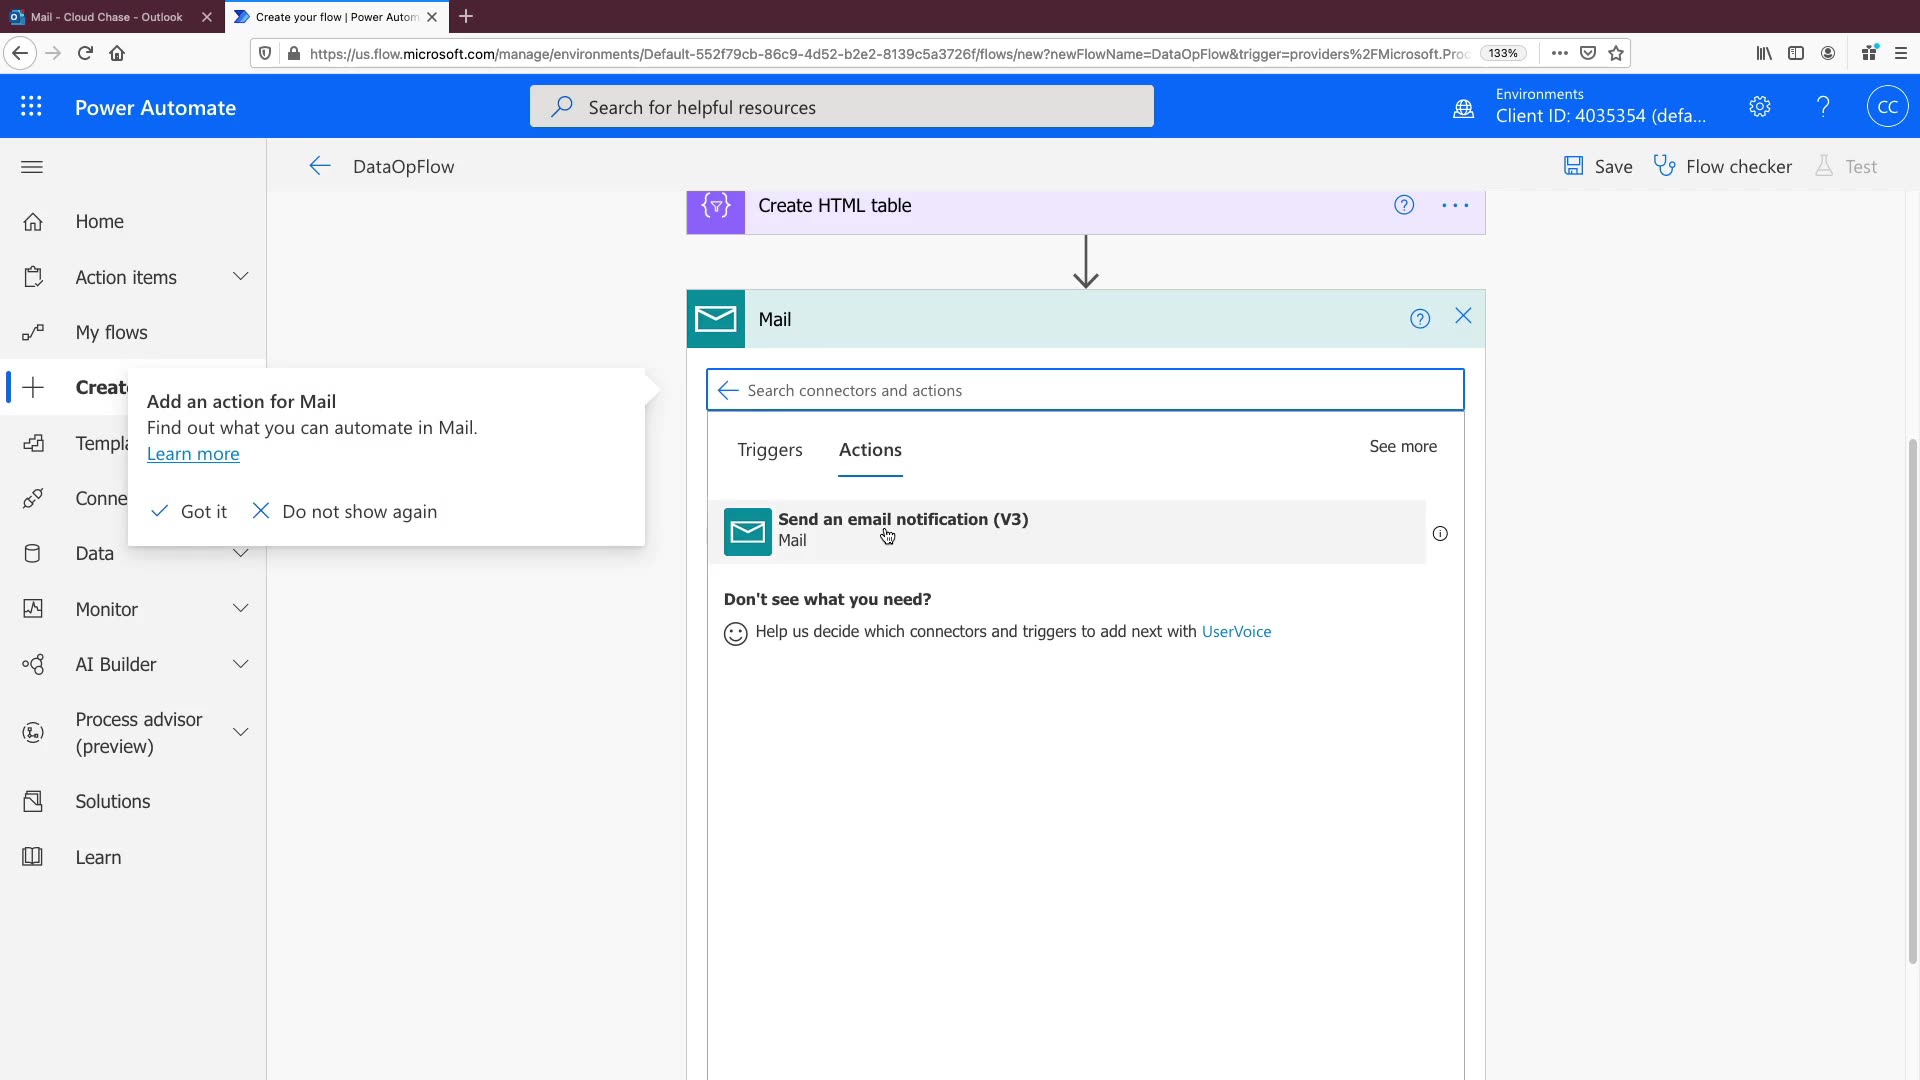 Mail - Cloud Chase - Outlook
Create your flow | Power Autom
https://us.flow.microsoft.com/manage/environments/Default-552f79cb-86c9-4d52-b2e2-8139c5a3726f/flows/new?newFlowName=DataOpFlow&trigger=providers%2FMicrosoft.Proc
133%
Power Automate
Search for helpful resources
Environments
Client ID: 4035354 (defa...
CC
DataOpFlow
Save
Flow checker
Test
Home
Action items
My flows
Create
Templa
Conne
Data
Monitor
AI Builder
Process advisor
(preview)
Solutions
Learn
Add an action for Mail
Find out what you can automate in Mail.
Learn more
Got it
Do not show again
Create HTML table
Mail
Search connectors and actions
Triggers
Actions
See more
Send an email notification (V3)
Mail
Don't see what you need?
Help us decide which connectors and triggers to add next with UserVoice